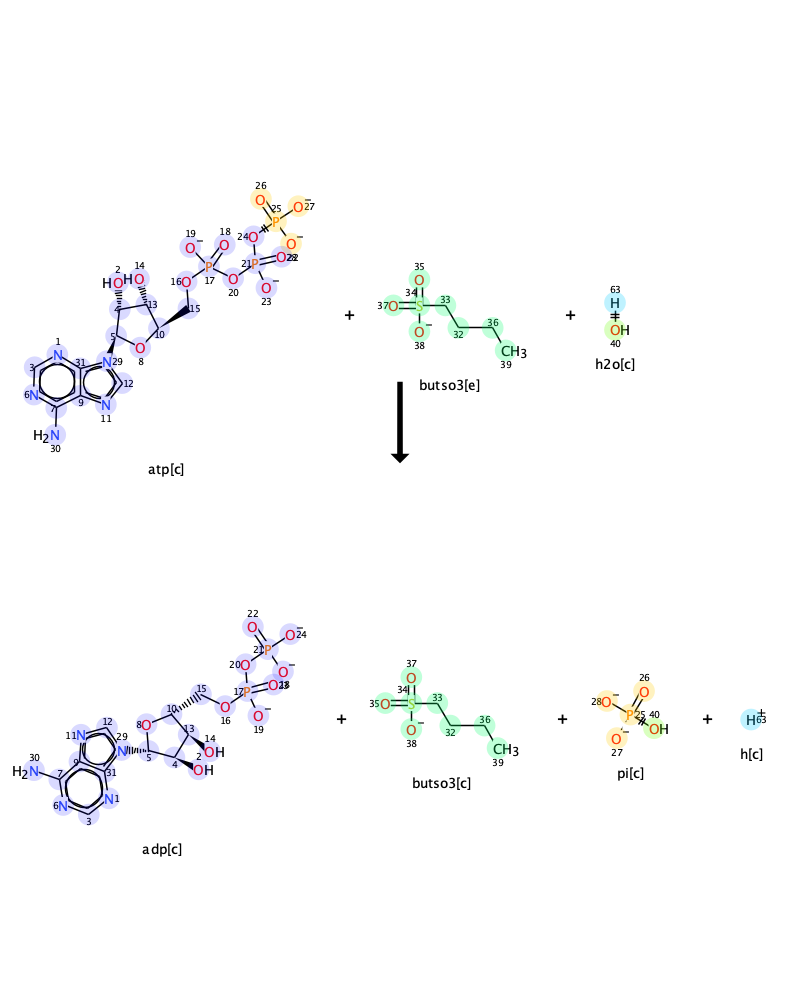 26
25
O
O
−
27
P
19
18
24
O
−
O
O
O
−
21
P
O
28
22
2
14
P
17
HO
HO
16
O
O
20
O
−
23
35
O
63
H
4
13
15
34
33
37
O
S
36
+
+
5
10
O
8
38
O
−
32
CH3
39
OH
40
1
N
31
N
29
h2o[c]
3
12
butso3[e]
6
N
7
9
N
11
H2N
30
atp[c]
22
O
O
−
24
21
P
20
O
O
−
37
O
26
O
15
17
P
O
34
33
28
O
−
10
16
O
35
O
S
36
P
25
40
OH
+
+
+
H
+
63
8
O
12
13
14
OH
19
O
−
38
O
−
32
CH3
39
O
−
27
h[c]
11
N
29
N
5
4
2
OH
30
H2N
9
7
31
butso3[c]
pi[c]
6
N
N
1
3
adp[c]